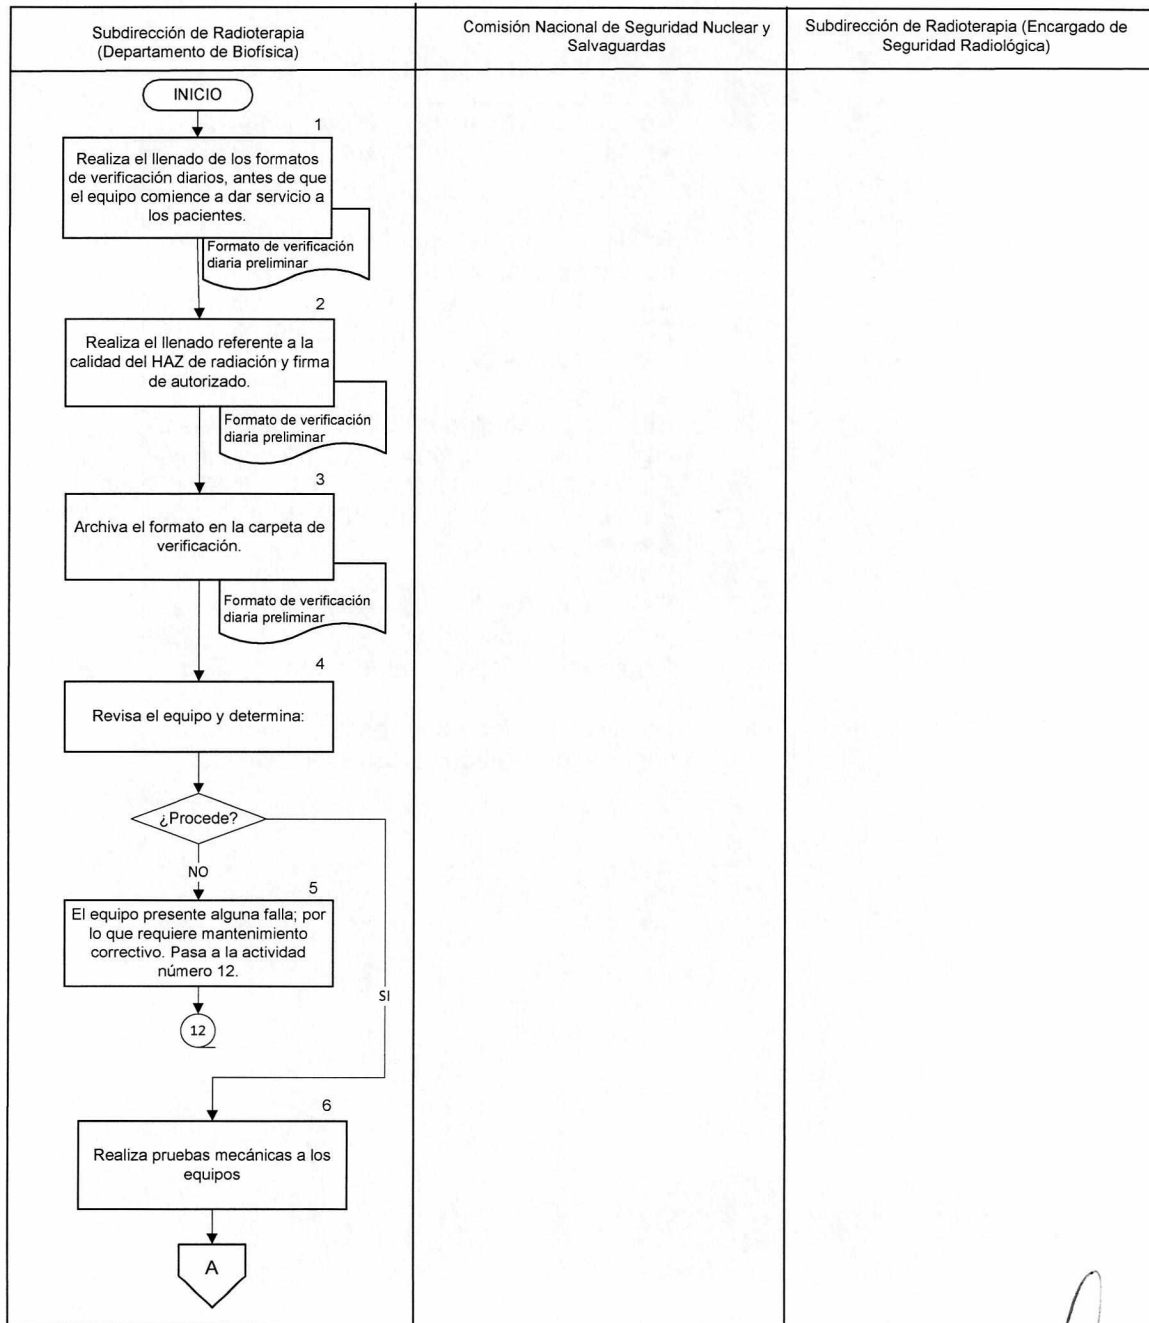 Subdirección de Radioterapia
(Departamento de Biofísica)
Comisión Nacional de Seguridad Nuclear y
Salvaguardas
Subdirección de Radioterapia (Encargado de
Seguridad Radiológica)
INICIO
1
Realiza el llenado de los formatos
de verificación diarios, antes de que
el equipo comience a dar servicio a
los pacientes.
Formato de verificación
diaria preliminar
2
Realiza el llenado referente a la
calidad del HAZ de radiación y firma
de autorizado.
Formato de verificación
diaria preliminar
3
Archiva el formato en la carpeta de
verificación.
Formato de verificación
diaria preliminar
4
Revisa el equipo y determina:
¿Procede?
NO
5
El equipo presente alguna falla; por
lo que requiere mantenimiento
correctivo. Pasa a la actividad
número 12.
SI
12
6
Realiza pruebas mecánicas a los
equipos
A